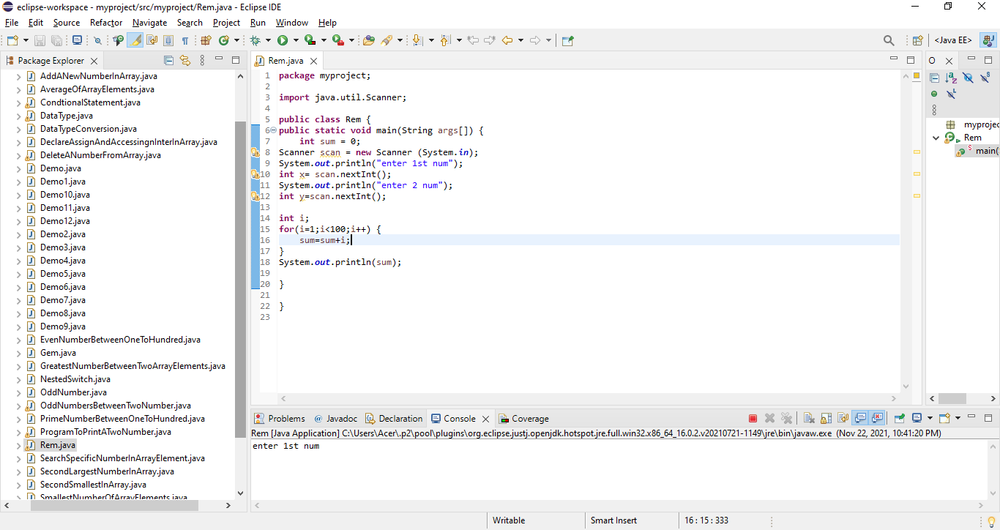 eclipse-workspace - myproject/src/myproject/Rem.java - Eclipse IDE
File Edit Source Refactor Navigate Search Project Run Window Help
<Java EE>
Package Explorer
AddANewNumberInArray.java
AverageOfArrayElements.java
CondtionalStatement.java
DataType.java
DataTypeConversion.java
DeclareAssignAndAccessingnInterInArray.java
DeleteANumberFromArray.java
Demo.java
Demo1.java
Demo10.java
Demo11.java
Demo12.java
Demo2.java
Demo3.java
Demo4.java
Demo5.java
Demo6.java
Demo7.java
Demo8.java
Demo9.java
EvenNumberBetweenOneToHundred.java
Gem.java
GreatestNumberBetweenTwoArrayElements.java
NestedSwitch.java
OddNumber.java
OddNumbersBetweenTwoNumber.java
PrimeNumberBetweenOneToHundred.java
ProgramToPrintATwoNumber.java
Rem.java
SearchSpecificNumberInArrayElement.java
SecondLargestNumberInArray.java
SecondSmallestInArray.java
SmallestNumberOfArrayElements.java
Rem.java
1 package myproject;
2
3 import java.util.Scanner;
4
5 public class Rem {
6 public static void main(String args[]) {
7     int sum = 0;
8 Scanner scan = new Scanner (System.in);
9 System.out.println("enter 1st num");
10 int x= scan.nextInt();
11 System.out.println("enter 2 num");
12 int y=scan.nextInt();
13
14 int i;
15 for(i=1;i<100;i++) {
16     sum=sum+i;
17 }
18 System.out.println(sum);
19
20 }
21
22 }
23
O
myprojec
Rem
main(
Problems @ Javadoc Declaration Console Coverage
Rem [Java Application] C:\Users\Acer\.p2\pool\plugins\org.eclipse.justj.openjdk.hotspot.jre.full.win32.x86_64_16.0.2.v20210721-1149\jre\bin\javaw.exe (Nov 22, 2021, 10:41:20 PM)
enter 1st num
Writable Smart Insert 16 : 15 : 333